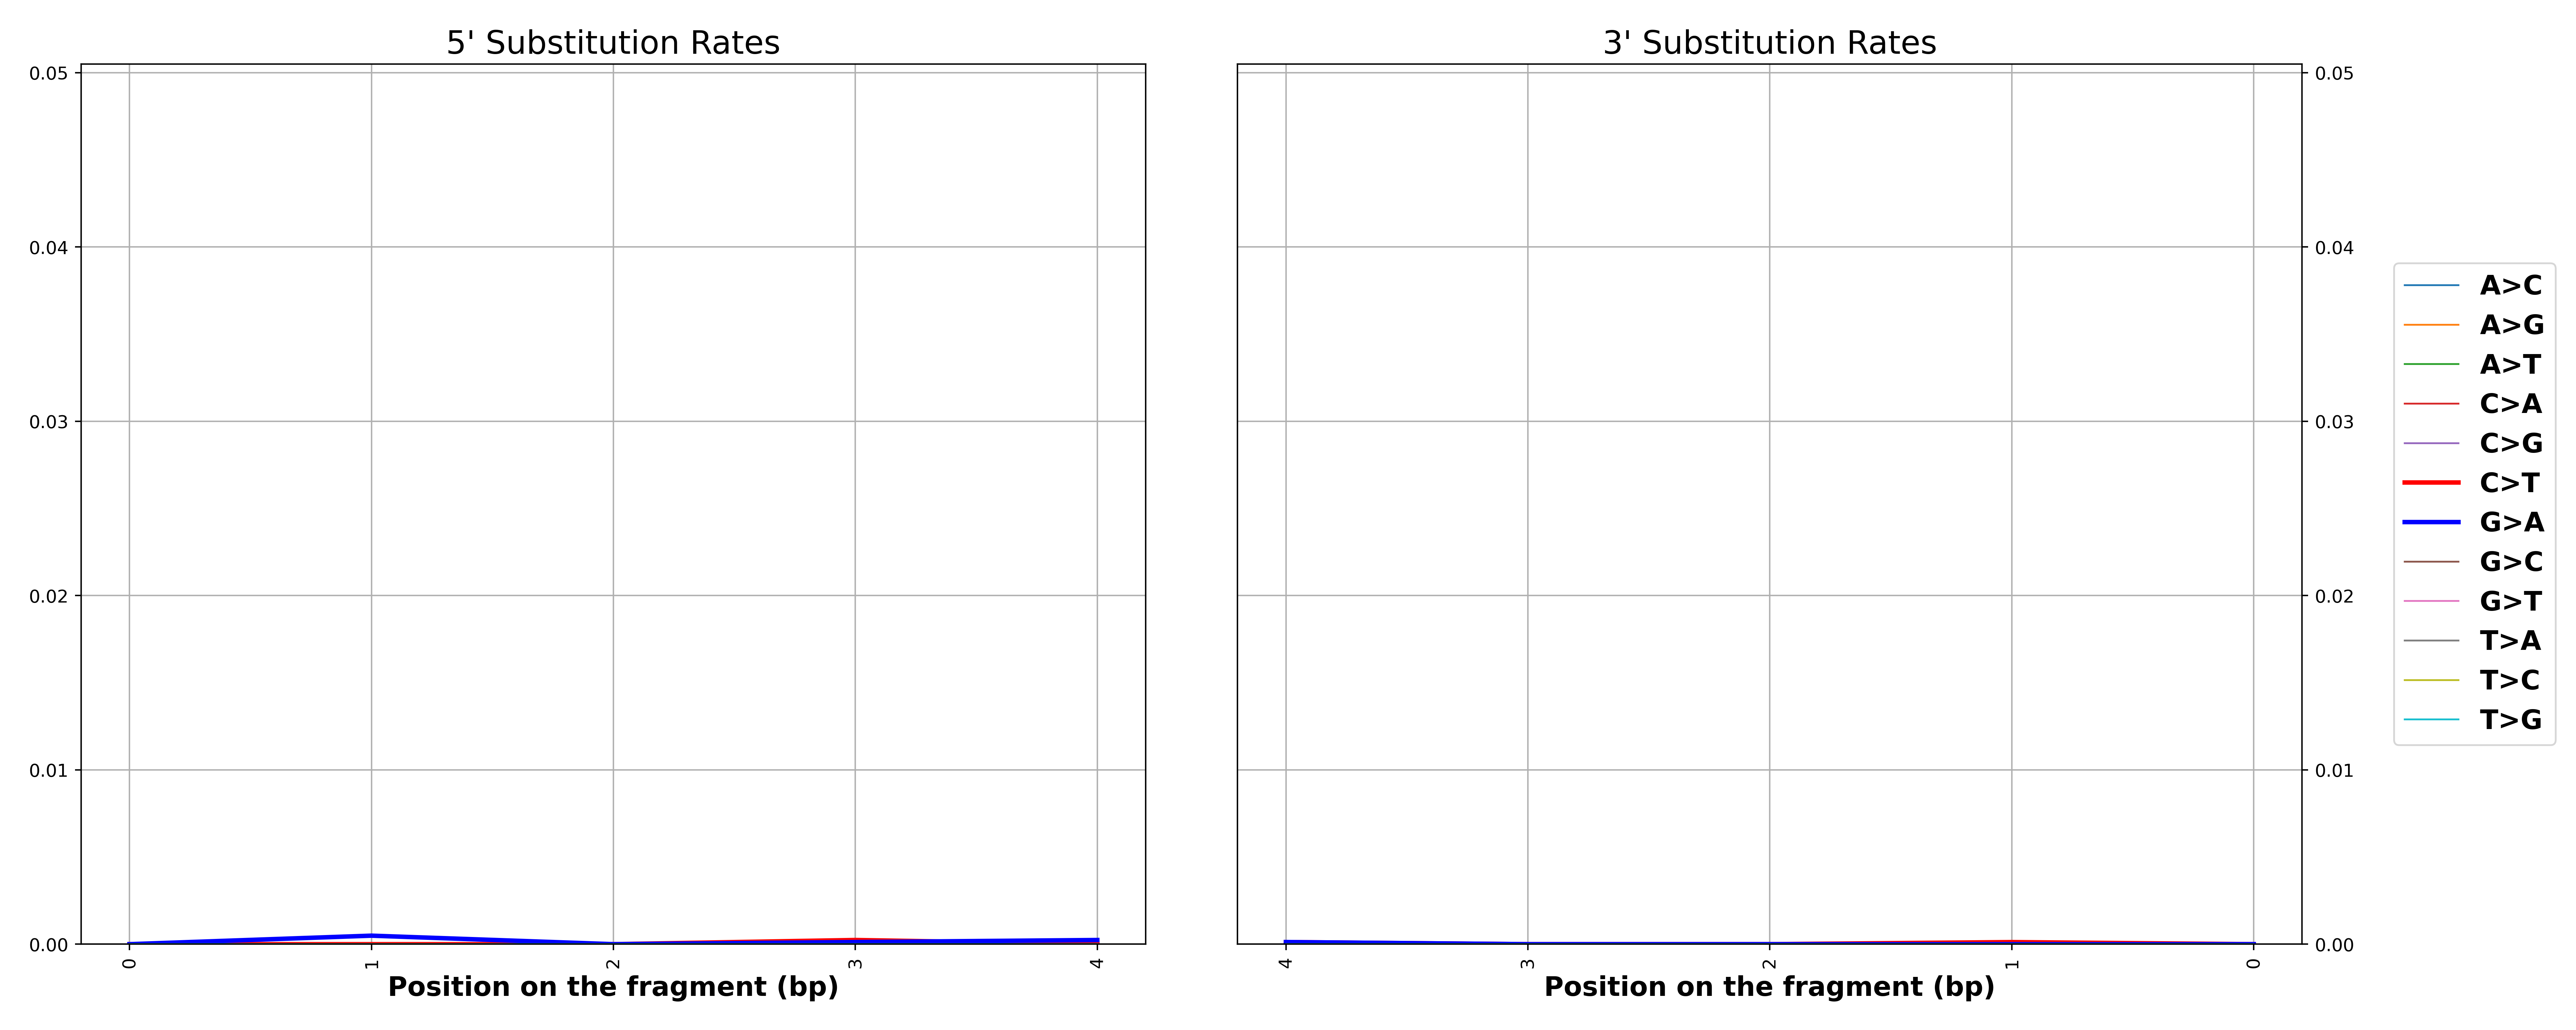 5' Substitution Rates
0.05
0.04
0.03
0.02
0.01
0.00
0 1 2 3 4
Position on the fragment (bp)
3' Substitution Rates
0.05
0.04
0.03
0.02
0.01
0.00
4 3 2 1 0
Position on the fragment (bp)
A>C
A>G
A>T
C>A
C>G
C>T
G>A
G>C
G>T
T>A
T>C
T>G